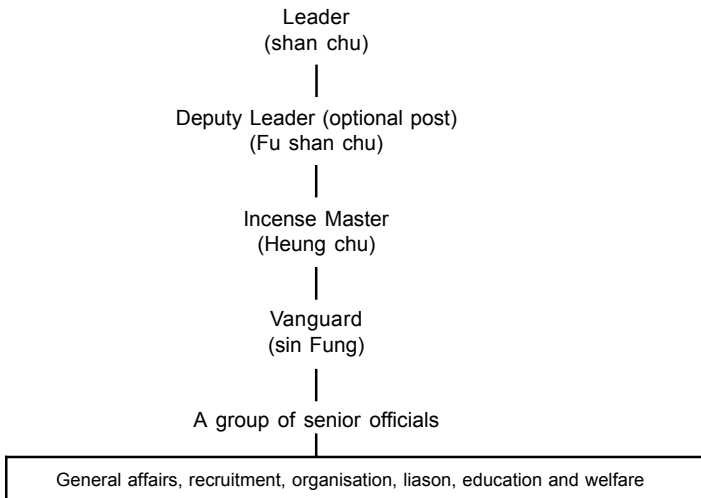 Leader
(shan chu)
Deputy Leader (optional post)
(Fu shan chu)
Incense Master
(Heung chu)
Vanguard
(sin Fung)
A group of senior officials
General affairs, recruitment, organisation, liason, education and welfare